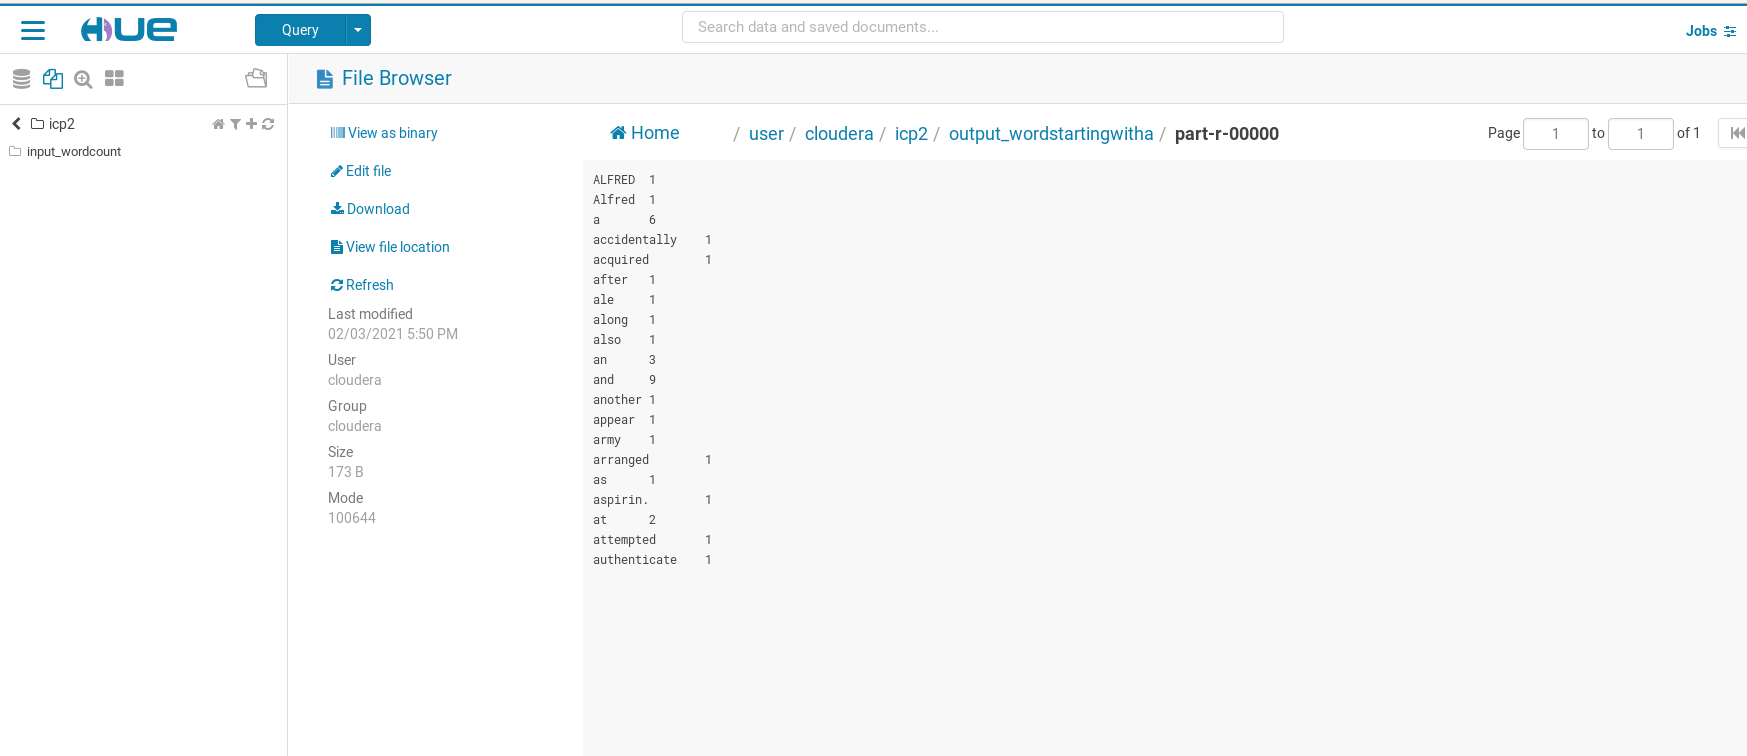 HUE
Query
Search data and saved documents...
Jobs
File Browser
icp2
input_wordcount
View as binary
Edit file
Download
View file location
Refresh
Last modified
02/03/2021 5:50 PM
User
cloudera
Group
cloudera
Size
173 B
Mode
100644
Home / user / cloudera / icp2 / output_wordstartingwitha / part-r-00000
Page 1 to 1 of 1
ALFRED 1
Alfred 1
a 6
accidentally 1
acquired 1
after 1
ale 1
along 1
also 1
an 3
and 9
another 1
appear 1
army 1
arranged 1
as 1
aspirin. 1
at 2
attempted 1
authenticate 1